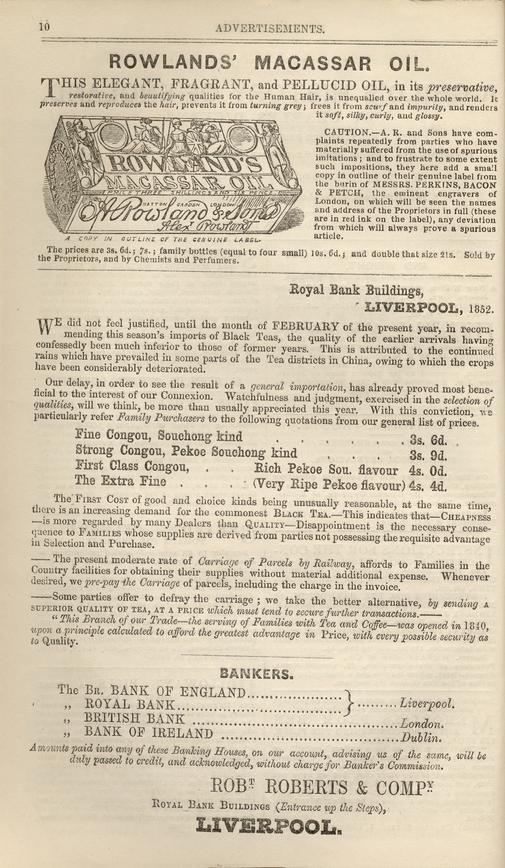 10 ADVERTISEMENTS.
ROWLANDS' MACASSAR OIL.
THIS ELEGANT, FRAGRANT, and PELLUCID OIL, in its preservative,
restorative, and beautifying qualities for the Human Hair, is unequalled over the whole world. It
preserves and reproduces the hair, prevents it from turning grey; frees it from scurf and impurity, and renders
it soft, silky, curly, and glossy.
ROWLAND'S
MACASSAR OIL
PRICE THREE SHILLINGS AND SIX PENCE
HATTON GARDEN LONDON
A. Rowland & Sons
Alex Rowland
A COPY IN OUTLINE OF THE GENUINE LABEL.
CAUTION.—A. R. and Sons have com-
plaints repeatedly from parties who have
materially suffered from the use of spurious
imitations; and to frustrate to some extent
such impositions, they here add a small
copy in outline of their genuine label from
the burin of MESSRS. PERKINS, BACON
& PETCH, the eminent engravers of
London, on which will be seen the names
and address of the Proprietors in full (these
are in red ink on the label), any deviation
from which will always prove a spurious
article.
The prices are 3s. 6d.; 7s.; family bottles (equal to four small) 10s. 6d.; and double that size 21s. Sold by
the Proprietors, and by Chemists and Perfumers.
Royal Bank Buildings,
LIVERPOOL, 1852.
WE did not feel justified, until the month of FEBRUARY of the present year, in recom-
mending this season's imports of Black Teas, the quality of the earlier arrivals having
confessedly been much inferior to those of former years. This is attributed to the continued
rains which have prevailed in some parts of the Tea districts in China, owing to which the crops
have been considerably deteriorated.
Our delay, in order to see the result of a general importation, has already proved most bene-
ficial to the interest of our Connexion. Watchfulness and judgment, exercised in the selection of
qualities, will we think, be more than usually appreciated this year. With this conviction, we
particularly refer Family Purchasers to the following quotations from our general list of prices.
Fine Congou, Souchong kind . . . . . . 3s. 6d.
Strong Congou, Pekoe Souchong kind . . . . 3s. 9d.
First Class Congou, . . Rich Pekoe Sou. flavour 4s. 0d.
The Extra Fine . . . (Very Ripe Pekoe flavour) 4s. 4d.
The FIRST COST of good and choice kinds being unusually reasonable, at the same time,
there is an increasing demand for the commonest BLACK TEA.—This indicates that—CHEAPNESS
—is more regarded by many Dealers than QUALITY—Disappointment is the necessary conse-
quence to FAMILIES whose supplies are derived from parties not possessing the requisite advantage
in Selection and Purchase.
—— The present moderate rate of Carriage of Parcels by Railway, affords to Families in the
Country facilities for obtaining their supplies without material additional expense. Whenever
desired, we pre-pay the Carriage of parcels, including the charge in the invoice.
——Some parties offer to defray the carriage; we take the better alternative, by sending A
SUPERIOR QUALITY OF TEA, AT A PRICE which must tend to secure further transactions.——
"This Branch of our Trade—the serving of Families with Tea and Coffee—was opened in 1840,
upon a principle calculated to afford the greatest advantage in Price, with every possible security as
to Quality.
BANKERS.
The BR. BANK OF ENGLAND....................
„ ROYAL BANK.................................} .........Liverpool.
„ BRITISH BANK .............................................London.
„ BANK OF IRELAND ........................................Dublin.
Amounts paid into any of these Banking Houses, on our account, advising us of the same, will be
duly passed to credit, and acknowledged, without charge for Banker's Commission.
ROBT ROBERTS & COMPY
ROYAL BANK BUILDINGS (Entrance up the Steps),
LIVERPOOL.